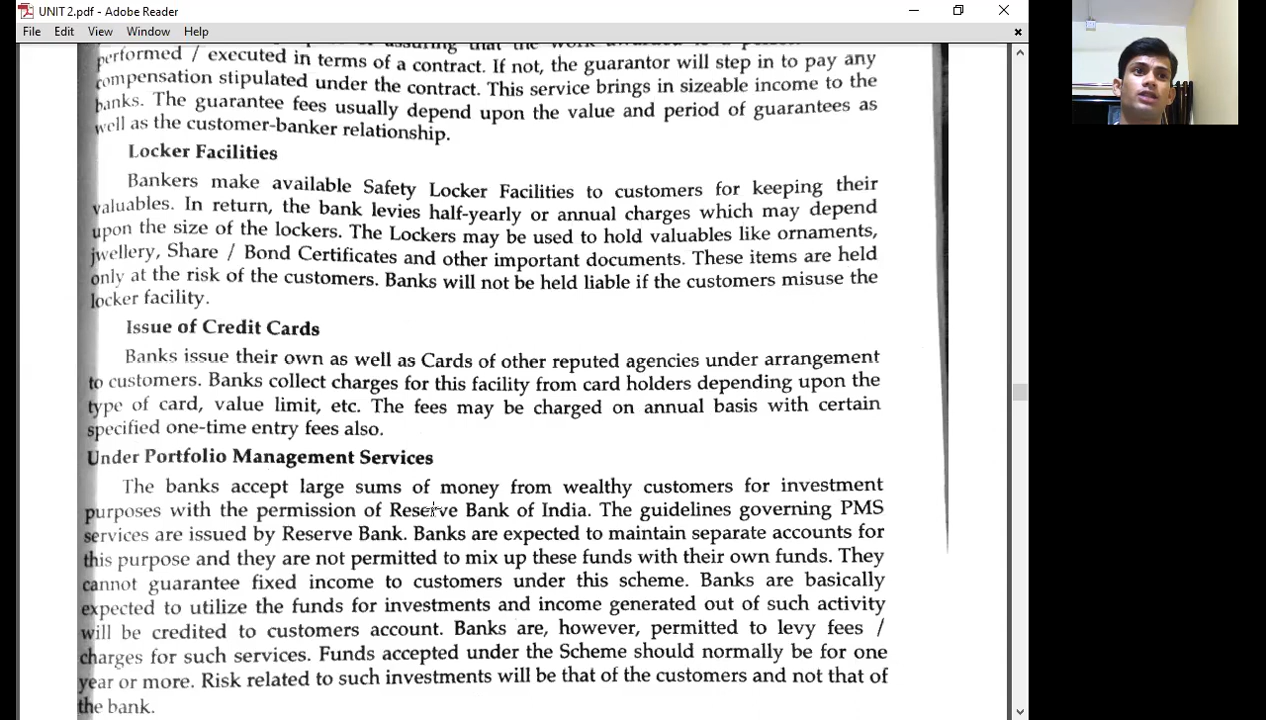 UNIT 2.pdf - Adobe Reader
File Edit View Window Help
performed / executed in terms of a contract. If not, the guarantor will step in to pay any
compensation stipulated under the contract. This service brings in sizeable income to the
banks. The guarantee fees usually depend upon the value and period of guarantees as
well as the customer-banker relationship.
Locker Facilities
Bankers make available Safety Locker Facilities to customers for keeping their
valuables. In return, the bank levies half-yearly or annual charges which may depend
upon the size of the lockers. The Lockers may be used to hold valuables like ornaments,
jwellery, Share / Bond Certificates and other important documents. These items are held
only at the risk of the customers. Banks will not be held liable if the customers misuse the
locker facility.
Issue of Credit Cards
Banks issue their own as well as Cards of other reputed agencies under arrangement
to customers. Banks collect charges for this facility from card holders depending upon the
type of card, value limit, etc. The fees may be charged on annual basis with certain
specified one-time entry fees also.
Under Portfolio Management Services
The banks accept large sums of money from wealthy customers for investment
purposes with the permission of Reserve Bank of India. The guidelines governing PMS
services are issued by Reserve Bank. Banks are expected to maintain separate accounts for
this purpose and they are not permitted to mix up these funds with their own funds. They
cannot guarantee fixed income to customers under this scheme. Banks are basically
expected to utilize the funds for investments and income generated out of such activity
will be credited to customers account. Banks are, however, permitted to levy fees /
charges for such services. Funds accepted under the Scheme should normally be for one
year or more. Risk related to such investments will be that of the customers and not that of
the bank.